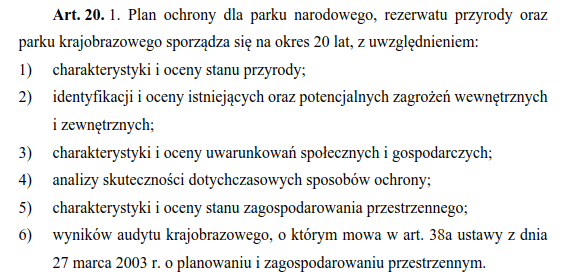 Art. 20. 1. Plan ochrony dla parku narodowego, rezerwatu przyrody oraz
parku krajobrazowego sporządza się na okres 20 lat, z uwzględnieniem:
1) charakterystyki i oceny stanu przyrody;
2) identyfikacji i oceny istniejących oraz potencjalnych zagrożeń wewnętrznych
i zewnętrznych;
3) charakterystyki i oceny uwarunkowań społecznych i gospodarczych;
4) analizy skuteczności dotychczasowych sposobów ochrony;
5) charakterystyki i oceny stanu zagospodarowania przestrzennego;
6) wyników audytu krajobrazowego, o którym mowa w art. 38a ustawy z dnia
27 marca 2003 r. o planowaniu i zagospodarowaniu przestrzennym.